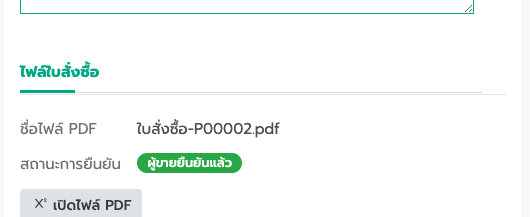 ไฟล์ใบสั่งซื้อ
ชื่อไฟล์ PDF ใบสั่งซื้อ-P00002.pdf
สถานะการยืนยัน ผู้ขายยืนยันแล้ว
เปิดไฟล์ PDF